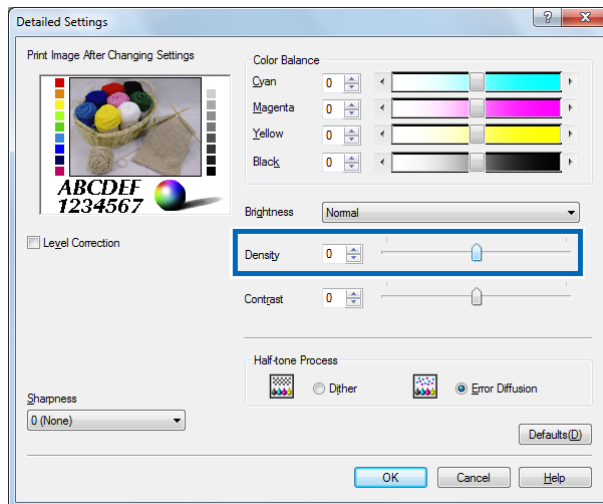 Detailed Settings
?
X
Print Image After Changing Settings
ABCDEF
1234567
Level Correction
Sharpness
0 (None)
Color Balance
Cyan 0
Magenta 0
Yellow 0
Black 0
Brightness Normal
Density 0
Contrast 0
Half-tone Process
Dither
Error Diffusion
Defaults(D)
OK Cancel Help